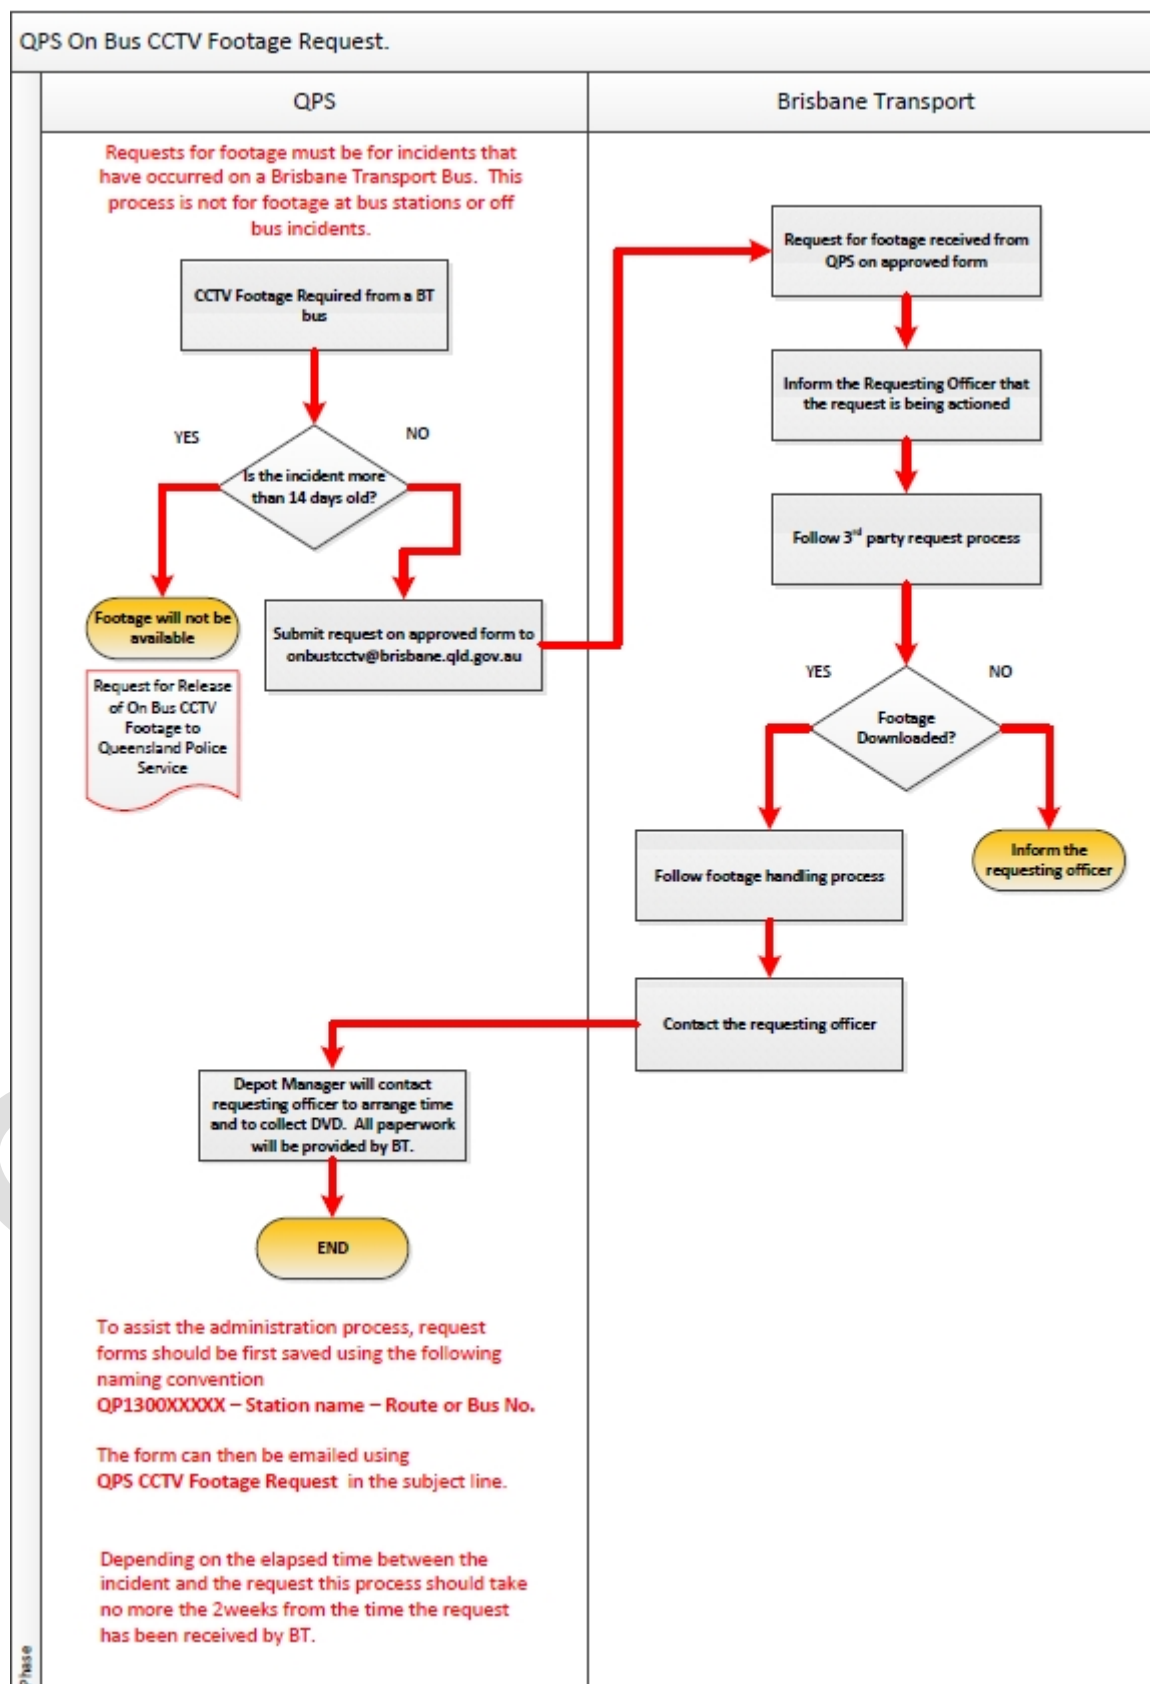 QPS On Bus CCTV Footage Request.
QPS
Brisbane Transport
Requests for footage must be for incidents that
have occurred on a Brisbane Transport Bus.  This
process is not for footage at bus stations or off
bus incidents.
CCTV Footage Required from a BT
bus
YES
NO
Is the incident more
than 14 days old?
Footage will not be
available
Request for Release
of On Bus CCTV
Footage to
Queensland Police
Service
Submit request on approved form to
onbustcctv@brisbane.qld.gov.au
Request for footage received from
QPS on approved form
Inform the Requesting Officer that
the request is being actioned
Follow 3rd party request process
YES
NO
Footage
Downloaded?
Follow footage handling process
Inform the
requesting officer
Contact the requesting officer
Depot Manager will contact
requesting officer to arrange time
and to collect DVD.  All paperwork
will be provided by BT.
END
To assist the administration process, request
forms should be first saved using the following
naming convention
QP1300XXXXX – Station name – Route or Bus No.
The form can then be emailed using
QPS CCTV Footage Request  in the subject line.
Depending on the elapsed time between the
incident and the request this process should take
no more the 2weeks from the time the request
has been received by BT.
Phase